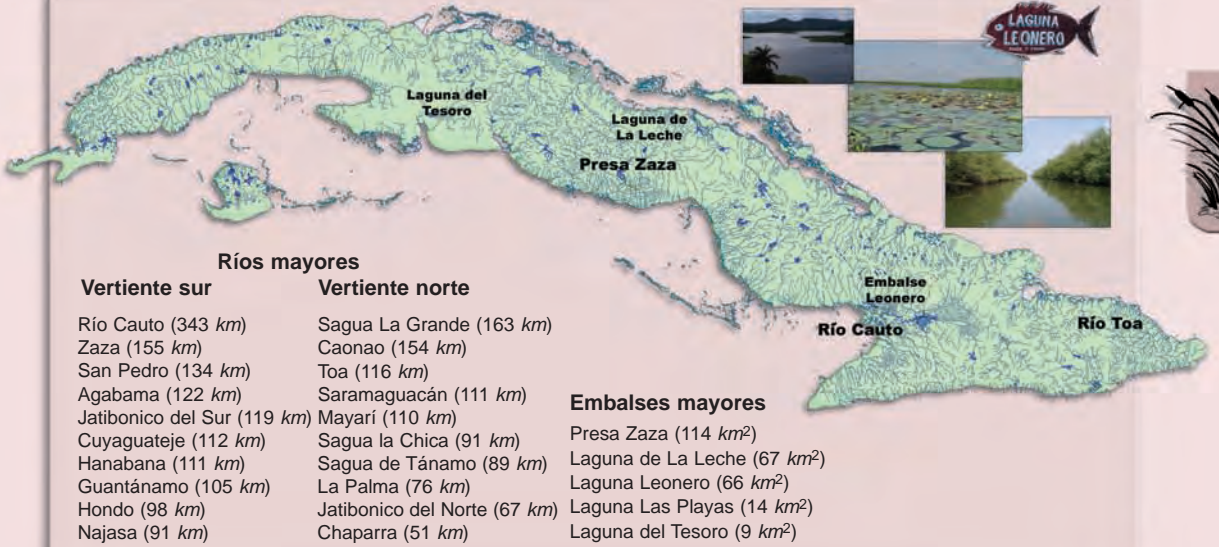 LAGUNA
LEONERO
Laguna del
Tesoro
Laguna de
La Leche
Presa Zaza
Embalse
Leonero
Río Cauto
Río Toa
Ríos mayores
Vertiente sur
Río Cauto (343 km)
Zaza (155 km)
San Pedro (134 km)
Agabama (122 km)
Jatibonico del Sur (119 km)
Cuyaguateje (112 km)
Hanabana (111 km)
Guantánamo (105 km)
Hondo (98 km)
Najasa (91 km)
Vertiente norte
Sagua La Grande (163 km)
Caonao (154 km)
Toa (116 km)
Saramaguacán (111 km)
Mayarí (110 km)
Sagua la Chica (91 km)
Sagua de Tánamo (89 km)
La Palma (76 km)
Jatibonico del Norte (67 km)
Chaparra (51 km)
Embalses mayores
Presa Zaza (114 km²)
Laguna de La Leche (67 km²)
Laguna Leonero (66 km²)
Laguna Las Playas (14 km²)
Laguna del Tesoro (9 km²)